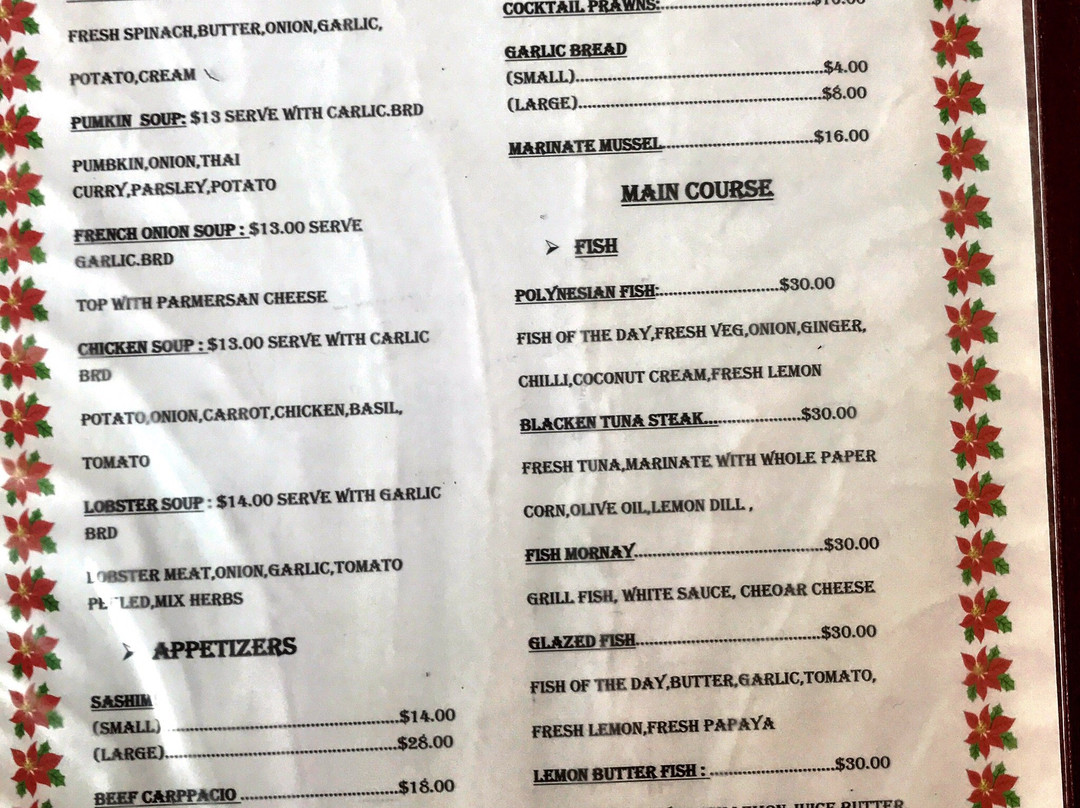 FRESH SPINACH,BUTTER,ONION,GARLIC,
POTATO,CREAM
PUMKIN SOUP: $13 SERVE WITH CARLIC.BRD
PUMBKIN,ONION,THAI
CURRY,PARSLEY,POTATO
FRENCH ONION SOUP : $13.00 SERVE
GARLIC.BRD
TOP WITH PARMERSAN CHEESE
CHICKEN SOUP : $13.00 SERVE WITH CARLIC
BRD
POTATO,ONION,CARROT,CHICKEN,BASIL,
TOMATO
LOBSTER SOUP : $14.00 SERVE WITH GARLIC
BRD
LOBSTER MEAT,ONION,GARLIC,TOMATO
MIX HERBS
➢ APPETIZERS
SASHIM
(SMALL) ..............................$14.00
(LARGE)..............................$28.00
BEEF CARPPACIO ....................$18.00
COCKTAIL PRAWNS:....................$16.00
GARLIC BREAD
(SMALL)..............................$4.00
(LARGE)..............................$8.00
MARINATE MUSSEL....................$16.00
MAIN COURSE
➢ FISH
POLYNESIAN FISH:....................$30.00
FISH OF THE DAY,FRESH VEG,ONION,GINGER,
CHILLI,COCONUT CREAM,FRESH LEMON
BLACKEN TUNA STEAK....................$30.00
FRESH TUNA,MARINATE WITH WHOLE PAPER
CORN,OLIVE OIL,LEMON DILL ,
FISH MORNAY..............................$30.00
GRILL FISH, WHITE SAUCE, CHEOAR CHEESE
GLAZED FISH..............................$30.00
FISH OF THE DAY,BUTTER,GARLIC,TOMATO,
FRESH LEMON,FRESH PAPAYA
LEMON BUTTER FISH : ....................$30.00
JUICE BUTTER